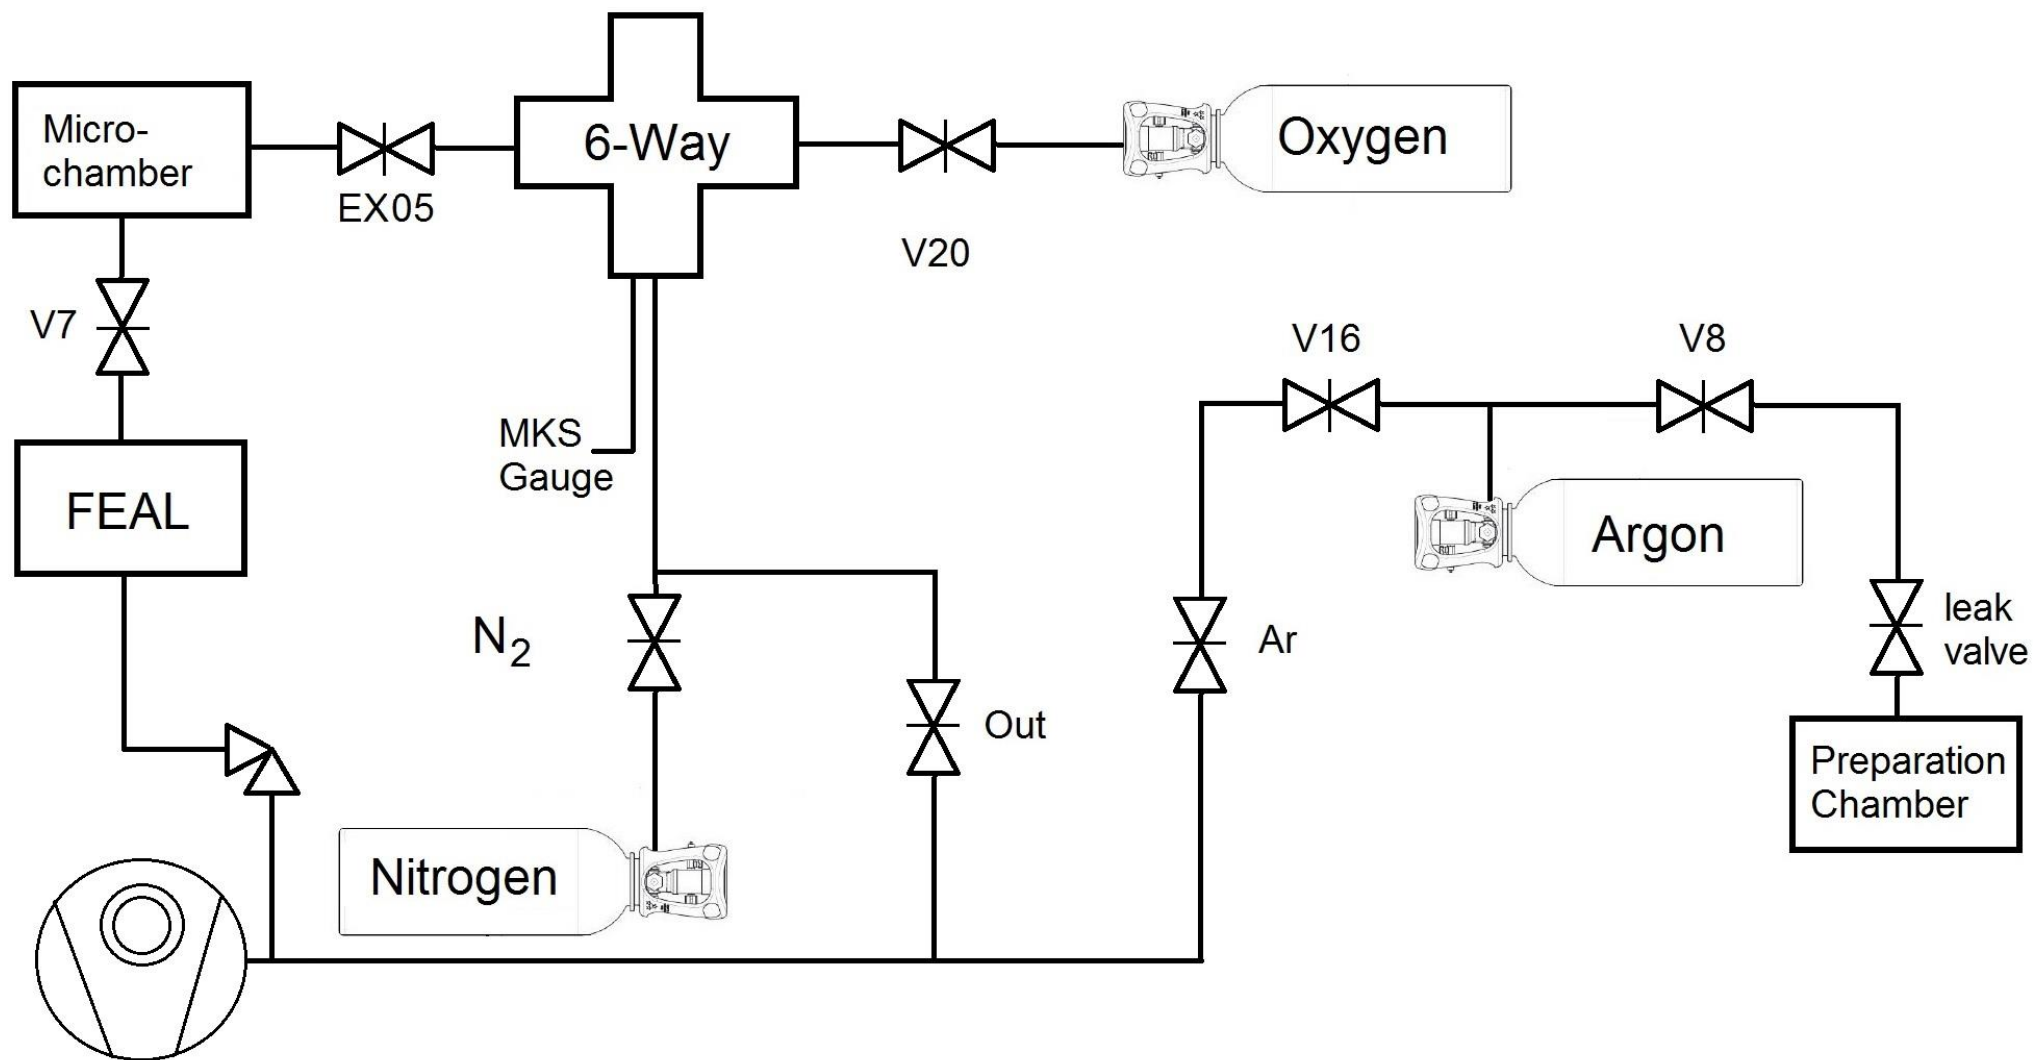 Micro-
chamber
EX05
6-Way
V20
Oxygen
V7
MKS
Gauge
FEAL
V16
V8
Argon
N2
Out
Ar
leak
valve
Preparation
Chamber
Nitrogen